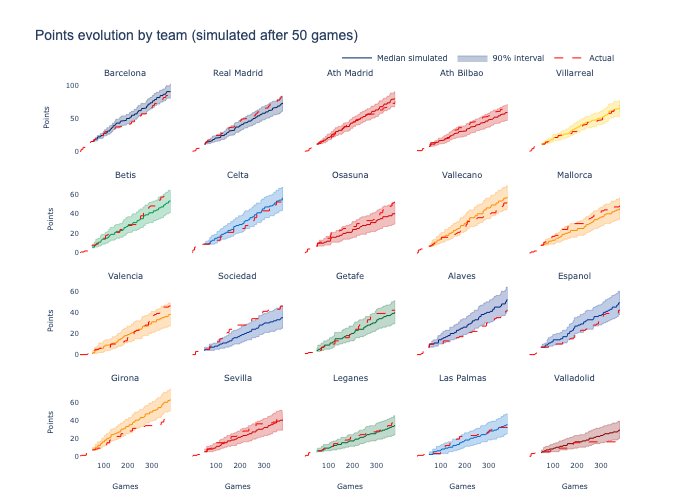 Points evolution by team (simulated after 50 games)
Median simulated 90% interval Actual
Barcelona Real Madrid Ath Madrid Ath Bilbao Villarreal
100
50
0
Points
Betis Celta Osasuna Vallecano Mallorca
60
40
20
0
Points
Valencia Sociedad Getafe Alaves Espanol
60
40
20
0
Points
Girona Sevilla Leganes Las Palmas Valladolid
60
40
20
0
Points
100 200 300 100 200 300 100 200 300 100 200 300 100 200 300
Games Games Games Games Games